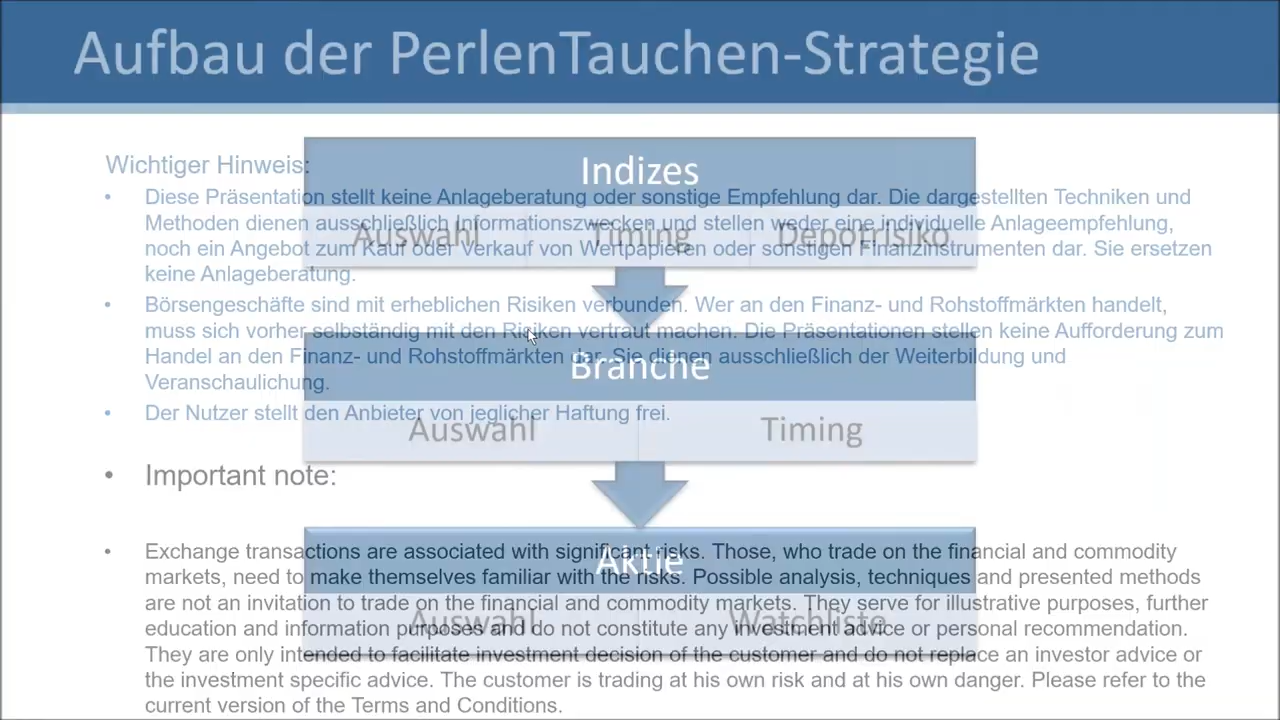 Aufbau der PerlenTauchen-Strategie
Wichtiger Hinweis:
Indizes
• Diese Präsentation stellt keine Anlageberatung oder sonstige Empfehlung dar. Die dargestellten Techniken und
Methoden dienen ausschließlich Informationszwecken und stellen weder eine individuelle Anlageempfehlung,
Auswahl Timing Depotrisiko
noch ein Angebot zum Kauf oder Verkauf von Wertpapieren oder sonstigen Finanzinstrumenten dar. Sie ersetzen
keine Anlageberatung.
• Börsengeschäfte sind mit erheblichen Risiken verbunden. Wer an den Finanz- und Rohstoffmärkten handelt,
muss sich vorher selbständig mit den Risiken vertraut machen. Die Präsentationen stellen keine Aufforderung zum
Handel an den Finanz- und Rohstoffmärkten dar. Sie dienen ausschließlich der Weiterbildung und
Branche
Veranschaulichung.
• Der Nutzer stellt den Anbieter von jeglicher Haftung frei.
Auswahl Timing
• Important note:
• Exchange transactions are associated with significant risks. Those, who trade on the financial and commodity
Aktie
markets, need to make themselves familiar with the risks. Possible analysis, techniques and presented methods
are not an invitation to trade on the financial and commodity markets. They serve for illustrative purposes, further
Auswahl Watchliste
education and information purposes and do not constitute any investment advice or personal recommendation.
They are only intended to facilitate investment decision of the customer and do not replace an investor advice or
the investment specific advice. The customer is trading at his own risk and at his own danger. Please refer to the
current version of the Terms and Conditions.